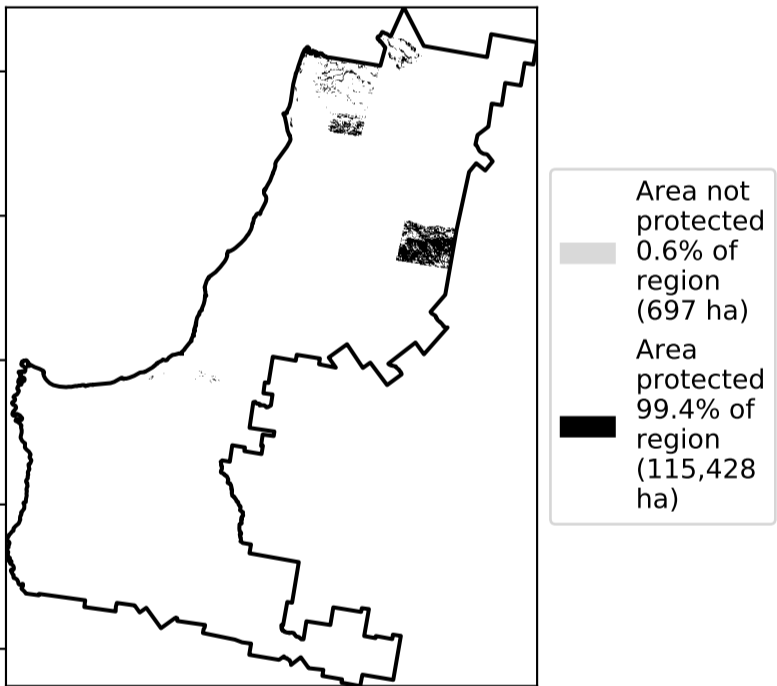 Area not
protected
0.6% of
region
(697 ha)
Area
protected
99.4% of
region
(115,428
ha)